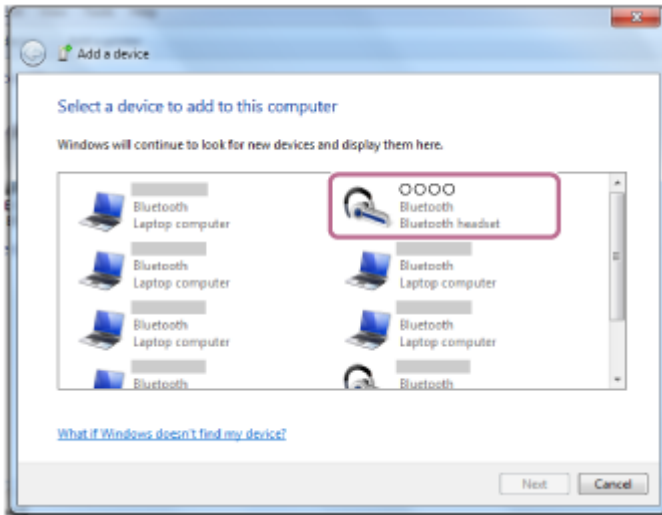 Add a device
Select a device to add to this computer
Windows will continue to look for new devices and display them here.
Bluetooth
Laptop computer
OOOO
Bluetooth
Bluetooth headset
Bluetooth
Laptop computer
Bluetooth
Laptop computer
Bluetooth
Laptop computer
Bluetooth
Laptop computer
Bluetooth
Bluetooth
What if Windows doesn't find my device?
Next
Cancel